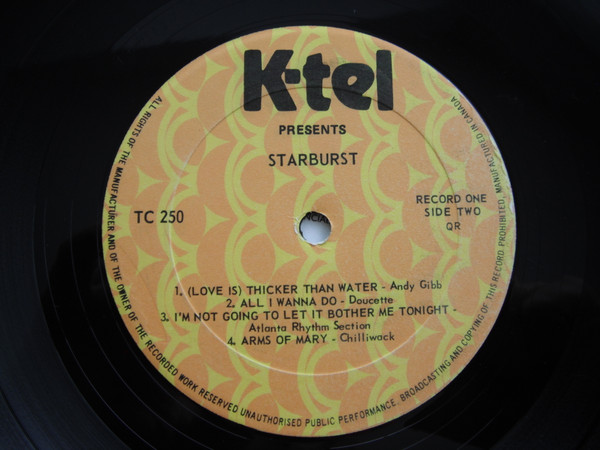 K-tel
PRESENTS
STARBURST
TC 250
RECORD ONE
SIDE TWO
QR
1. (LOVE IS) THICKER THAN WATER - Andy Gibb
2. ALL I WANNA DO - Doucette
3. I'M NOT GOING TO LET IT BOTHER ME TONIGHT -
Atlanta Rhythm Section
4. ARMS OF MARY - Chilliwack
ALL RIGHTS OF THE MANUFACTURER AND OF THE OWNER OF THE RECORDED WORK RESERVED UNAUTHORISED PUBLIC PERFORMANCE, BROADCASTING AND COPYING OF THIS RECORD PROHIBITED, MANUFACTURED IN CANADA